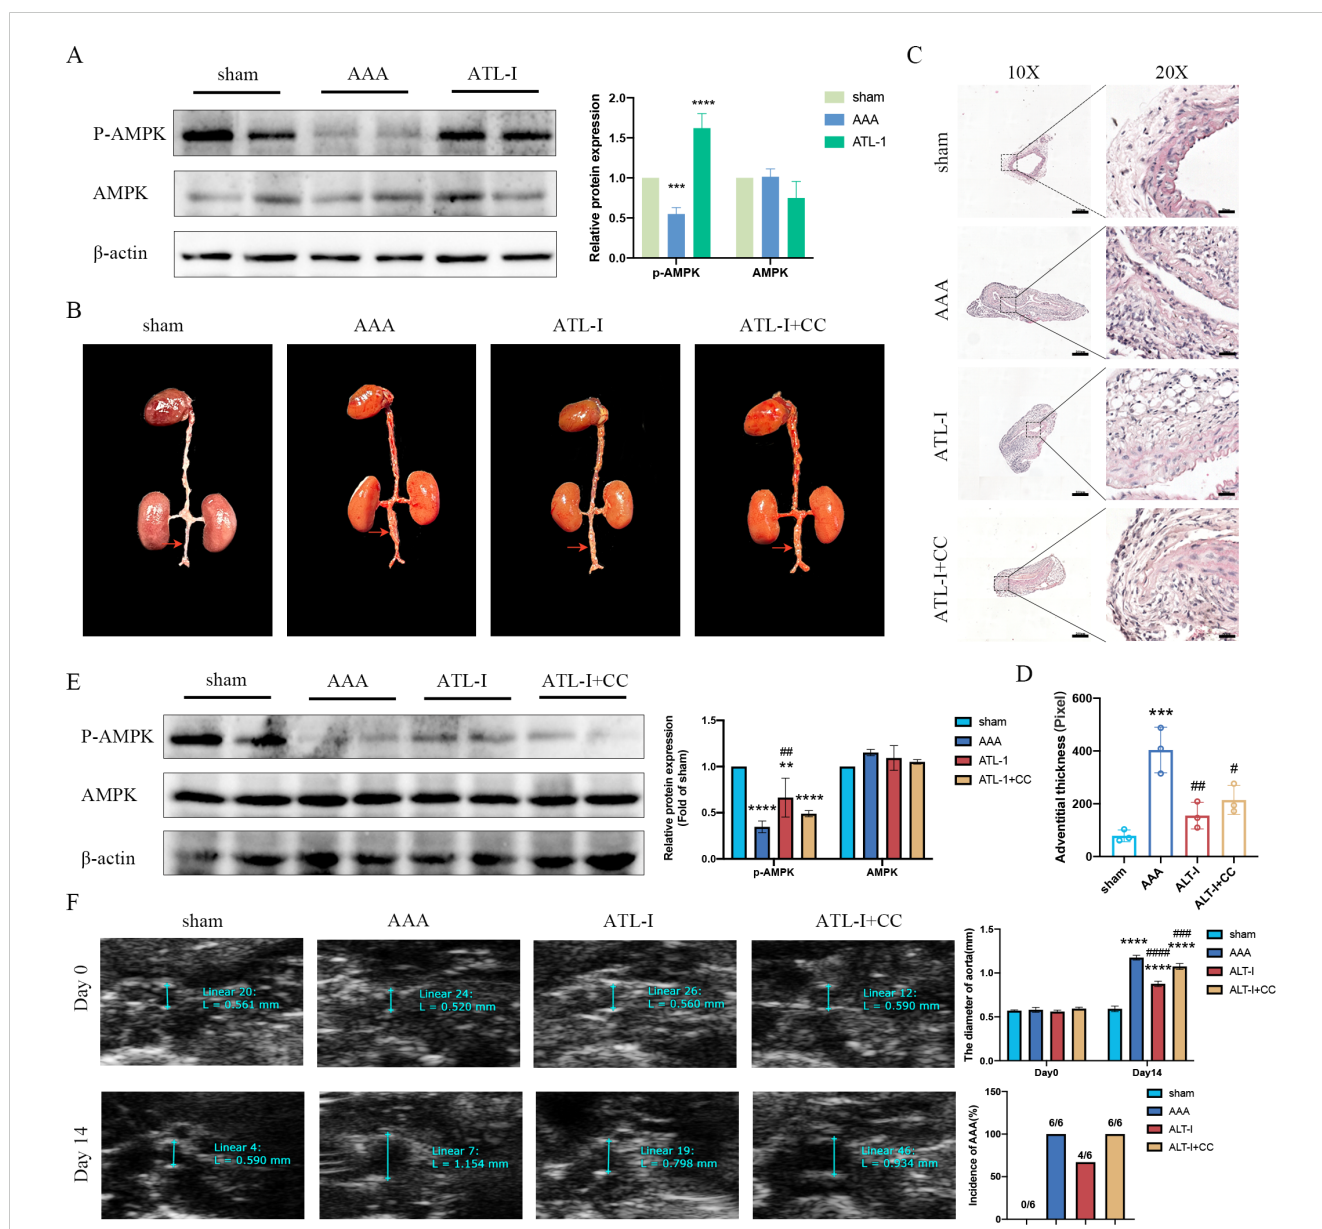 A
sham AAA ATL-I
P-AMPK
AMPK
β-actin
Relative protein expression
2.0
1.5
1.0
0.5
0.0
*** ****
p-AMPK AMPK
sham
AAA
ATL-1
B
sham AAA ATL-I ATL-I+CC
C
10X 20X
sham
AAA
ATL-I
ATL-I+CC
D
Adventitial thickness (Pixel)
600
400
200
0
*** ## #
sham AAA ALT-I ALT-I+CC
E
sham AAA ATL-I ATL-I+CC
P-AMPK
AMPK
β-actin
Relative protein expression
(Fold of sham)
1.5
1.0
0.5
0.0
##
**** ** ****
p-AMPK AMPK
sham
AAA
ATL-1
ATL-1+CC
F
sham AAA ATL-I ATL-I+CC
Day 0
Linear 20:
L = 0.561 mm
Linear 24:
L = 0.520 mm
Linear 26:
L = 0.560 mm
Linear 12:
L = 0.590 mm
Day 14
Linear 4:
L = 0.590 mm
Linear 7:
L = 1.154 mm
Linear 19:
L = 0.798 mm
Linear 46:
L = 0.934 mm
The diameter of aorta(mm)
1.5
1.0
0.5
0.0
###
**** #### ****
****
Day0 Day14
sham
AAA
ALT-I
ALT-I+CC
Incidence of AAA(%)
150
100
50
0
0/6 6/6 4/6 6/6
sham
AAA
ALT-I
ALT-I+CC